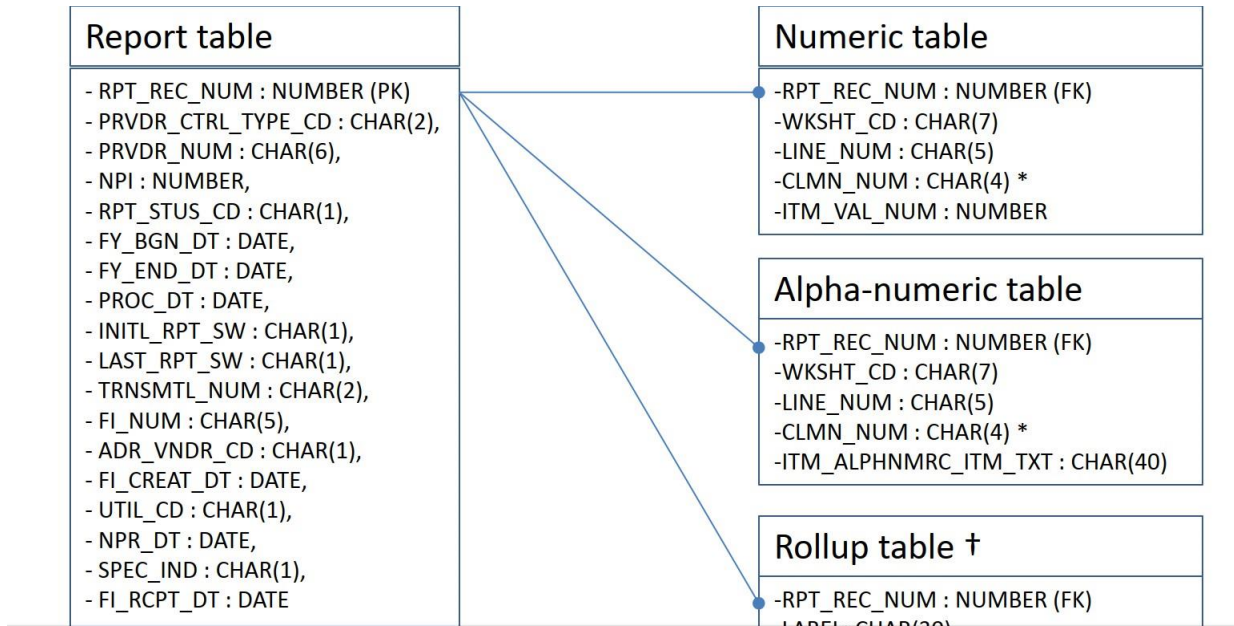 Report table
- RPT_REC_NUM : NUMBER (PK)
- PRVDR_CTRL_TYPE_CD : CHAR(2),
- PRVDR_NUM : CHAR(6),
- NPI : NUMBER,
- RPT_STUS_CD : CHAR(1),
- FY_BGN_DT : DATE,
- FY_END_DT : DATE,
- PROC_DT : DATE,
- INITL_RPT_SW : CHAR(1),
- LAST_RPT_SW : CHAR(1),
- TRNSMTL_NUM : CHAR(2),
- FI_NUM : CHAR(5),
- ADR_VNDR_CD : CHAR(1),
- FI_CREAT_DT : DATE,
- UTIL_CD : CHAR(1),
- NPR_DT : DATE,
- SPEC_IND : CHAR(1),
- FI_RCPT_DT : DATE
Numeric table
-RPT_REC_NUM : NUMBER (FK)
-WKSHT_CD : CHAR(7)
-LINE_NUM : CHAR(5)
-CLMN_NUM : CHAR(4) *
-ITM_VAL_NUM : NUMBER
Alpha-numeric table
-RPT_REC_NUM : NUMBER (FK)
-WKSHT_CD : CHAR(7)
-LINE_NUM : CHAR(5)
-CLMN_NUM : CHAR(4) *
-ITM_ALPHNMRC_ITM_TXT : CHAR(40)
Rollup table †
-RPT_REC_NUM : NUMBER (FK)